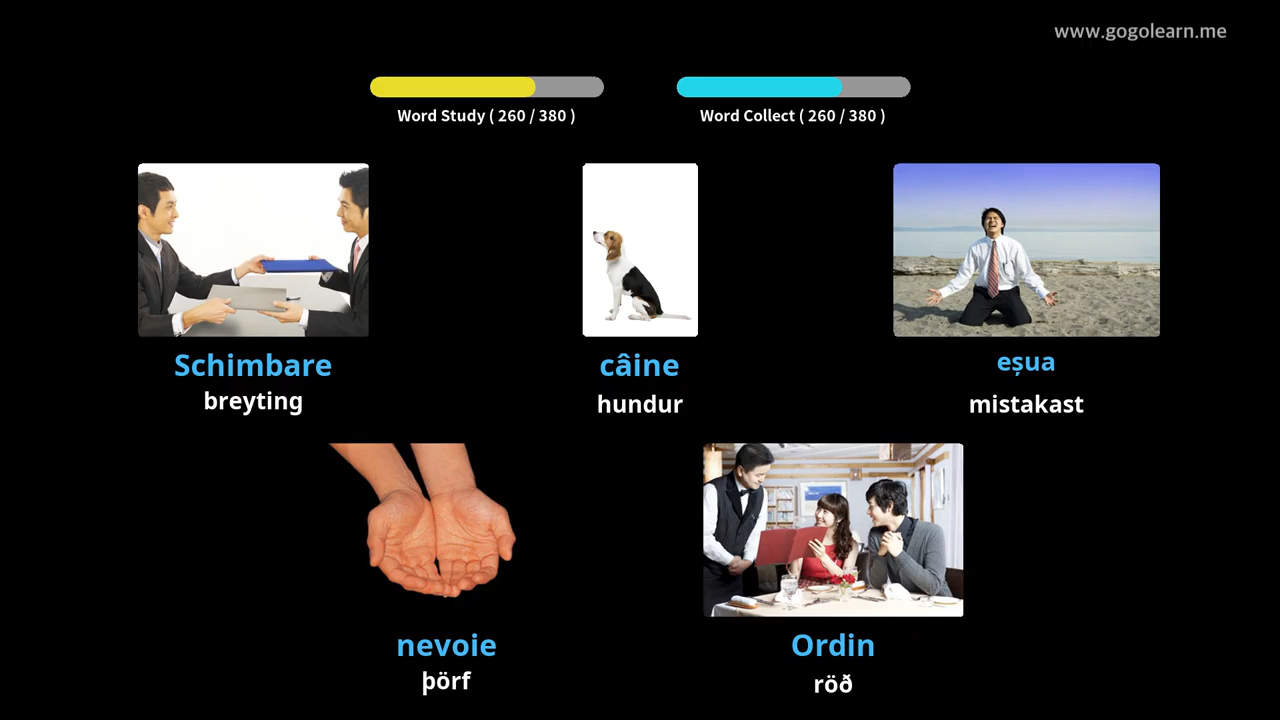 www.gogolearn.me
Word Study ( 260 / 380 )
Word Collect ( 260 / 380 )
Schimbare
breyting
câine
hundur
eșua
mistakast
nevoie
þörf
Ordin
röð